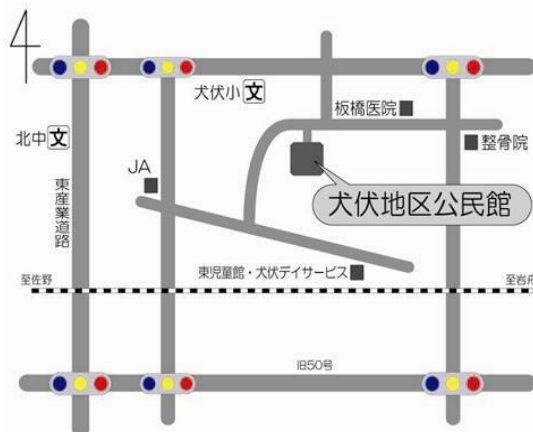 犬伏小 文
板橋医院
北中 文
整骨院
JA
東産業道路
犬伏地区公民館
東児童館・犬伏デイサービス
至佐野
至岩舟
旧50号